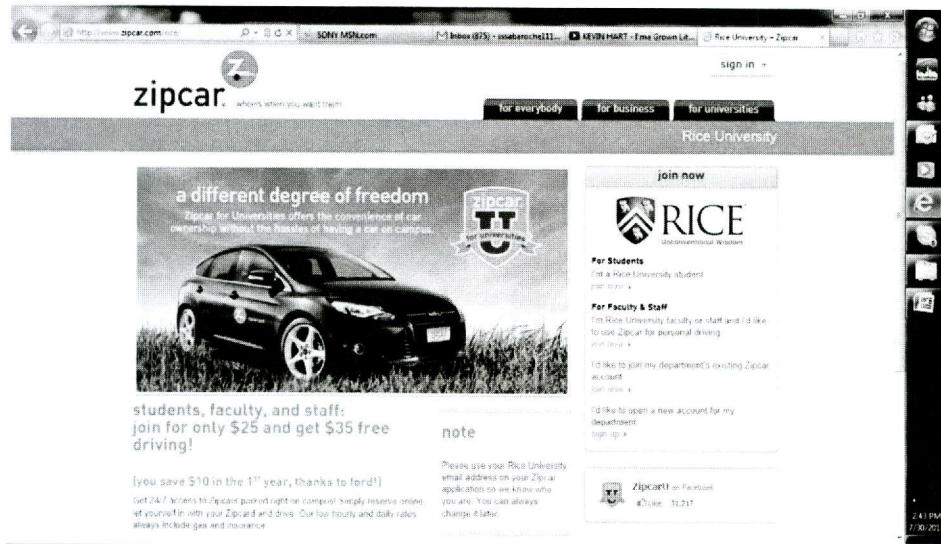 http://www.zipcar.com/rice/
SONY MSN.com
Inbox (875) - issabaroche111...
KEVIN HART - I'ma Grown Lit...
Rice University - Zipcar
sign in
zipcar.
wheels when you want them
for everybody
for business
for universities
Rice University
a different degree of freedom
Zipcar for Universities offers the convenience of car
ownership without the hassles of having a car on campus.
zipcar
U
for universities
join now
RICE
Unconventional Wisdom
For Students
I'm a Rice University student
join now
For Faculty & Staff
I'm Rice University faculty or staff and I'd like
to use Zipcar for personal driving
join now
I'd like to join my department's existing Zipcar
account
join now
I'd like to open a new account for my
department
sign up
students, faculty, and staff:
join for only $25 and get $35 free
driving!
(you save $10 in the 1st year, thanks to ford!)
Get 24/7 access to Zipcars parked right on campus! Simply reserve online,
let yourself in with your Zipcard and drive. Our low hourly and daily rates
always include gas and insurance.
note
Please use your Rice University
email address on your Zipcar
application so we know who
you are. You can always
change it later.
ZipcarU on Facebook
Like 31,217
2:43 PM
7/30/201